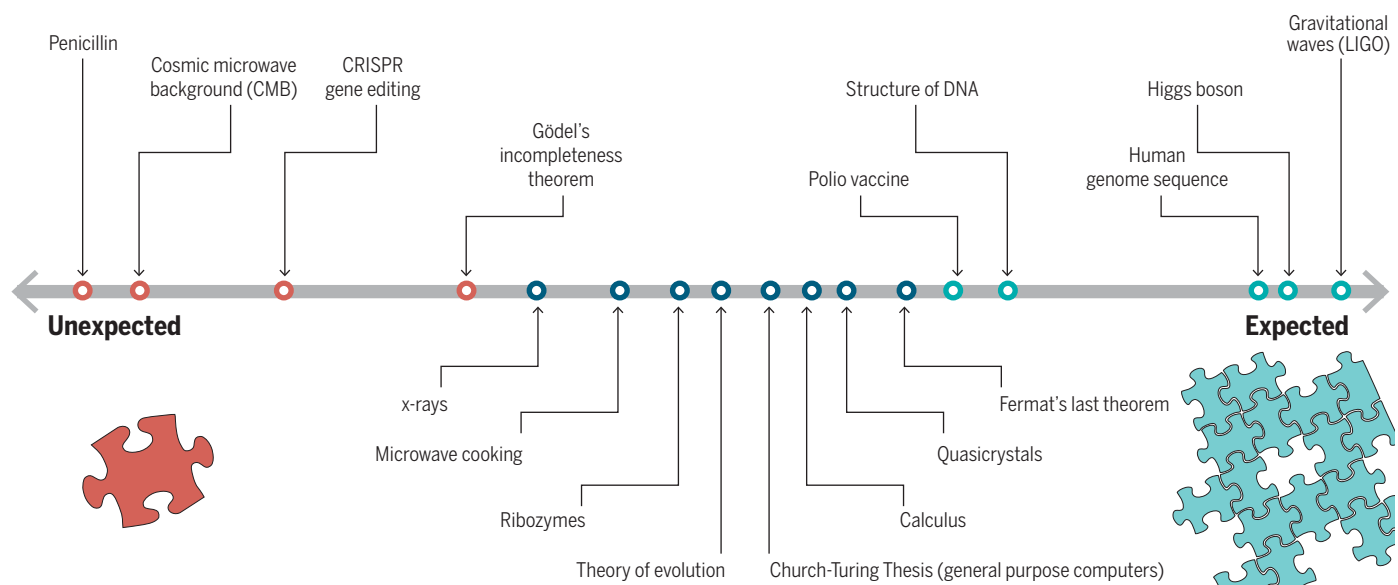 Gravitational
waves (LIGO)
Penicillin
Cosmic microwave
background (CMB)
CRISPR
gene editing
Structure of DNA
Higgs boson
Gödel's
incompleteness
theorem
Polio vaccine
Human
genome sequence
Unexpected
Expected
x-rays
Fermat's last theorem
Microwave cooking
Quasicrystals
Ribozymes
Calculus
Theory of evolution
Church-Turing Thesis (general purpose computers)